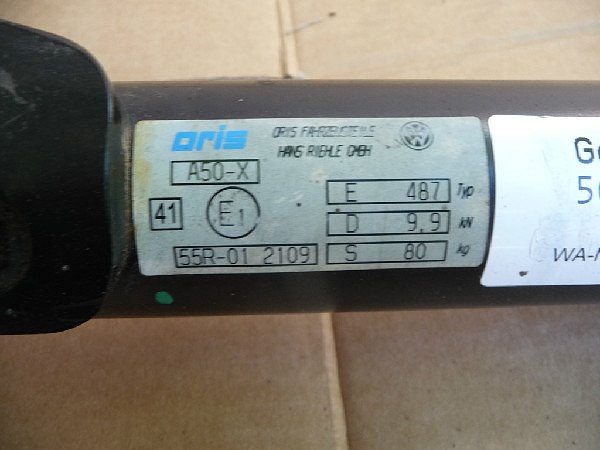 oris ORIS FAHRZEUGTEILE
HANS RIEHLE GMBH
A50-X
41 E1
E 487 Typ
D 9,9 kN
55R-01 2109 S 80 kg
WA-